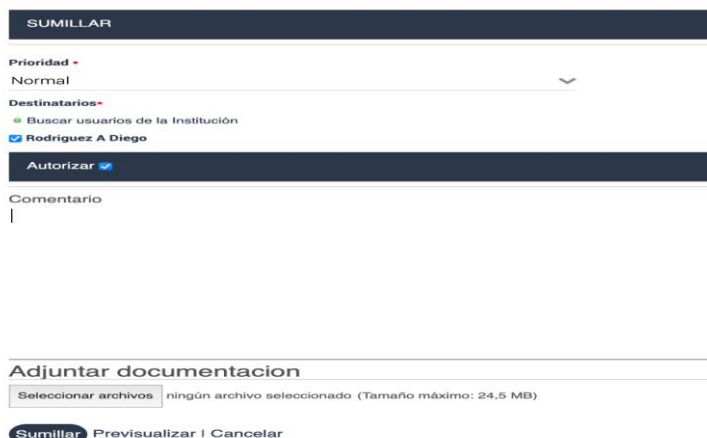 SUMILLAR
Prioridad •
Normal
Destinatarios•
Buscar usuarios de la Institución
Rodriguez A Diego
Autorizar
Comentario
Adjuntar documentacion
Seleccionar archivos ningún archivo seleccionado (Tamaño máximo: 24,5 MB)
Sumillar Previsualizar | Cancelar